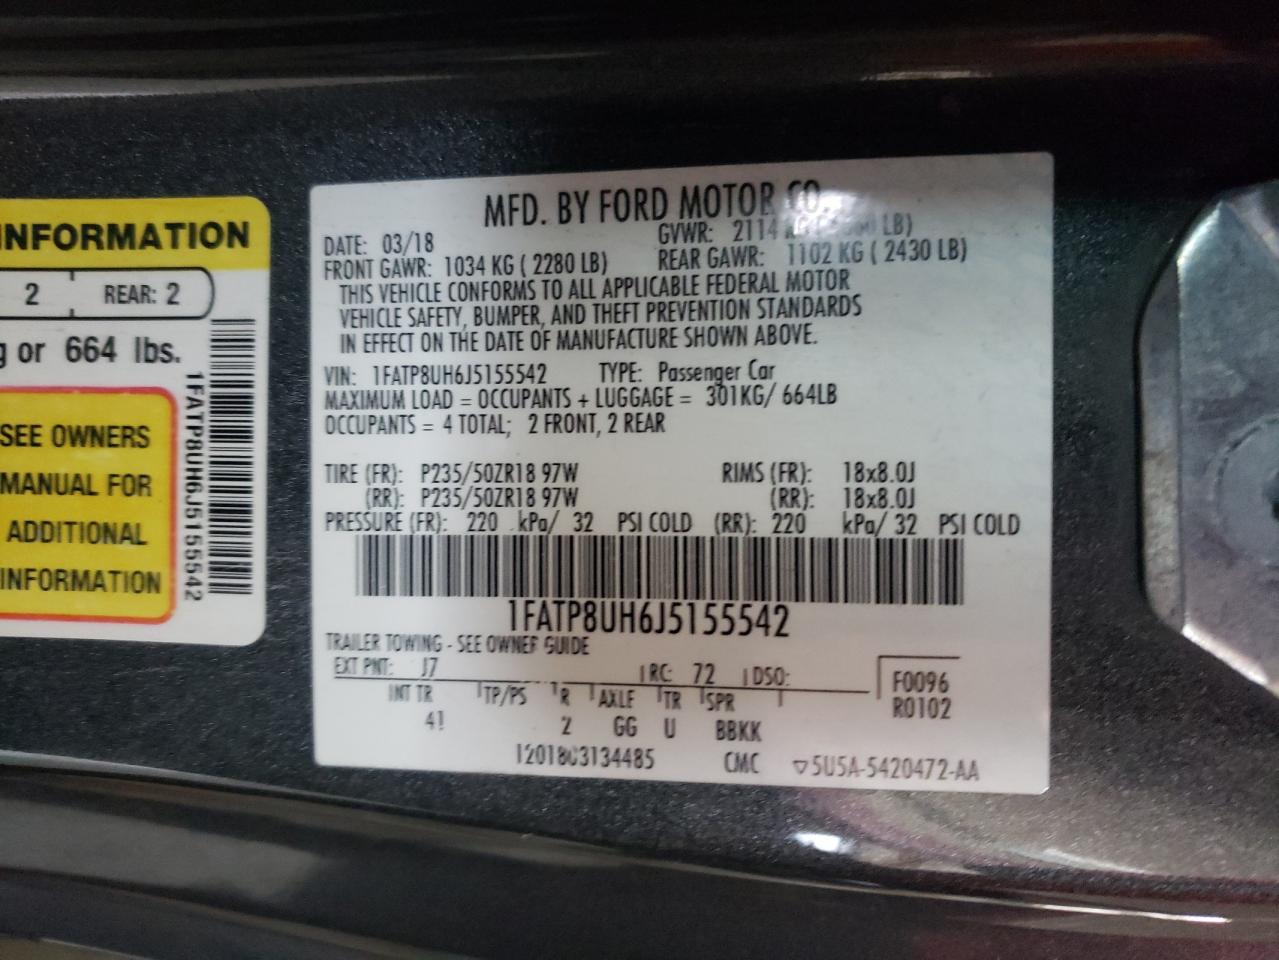 INFORMATION
2 REAR: 2
g or 664 lbs.
SEE OWNERS
MANUAL FOR
ADDITIONAL
INFORMATION
1FATP8UH6J5155542
MFD. BY FORD MOTOR CO.
DATE: 03/18 GVWR: 2114 KG LB)
FRONT GAWR: 1034 KG ( 2280 LB) REAR GAWR: 1102 KG ( 2430 LB)
THIS VEHICLE CONFORMS TO ALL APPLICABLE FEDERAL MOTOR
VEHICLE SAFETY, BUMPER, AND THEFT PREVENTION STANDARDS
IN EFFECT ON THE DATE OF MANUFACTURE SHOWN ABOVE.
VIN: 1FATP8UH6J5155542 TYPE: Passenger Car
MAXIMUM LOAD = OCCUPANTS + LUGGAGE = 301KG/ 664LB
OCCUPANTS = 4 TOTAL; 2 FRONT, 2 REAR
TIRE (FR): P235/50ZR18 97W RIMS (FR): 18x8.0J
(RR): P235/50ZR18 97W (RR): 18x8.0J
PRESSURE (FR): 220 kPa/ 32 PSI COLD (RR): 220 kPa/ 32 PSI COLD
1FATP8UH6J5155542
TRAILER TOWING - SEE OWNER GUIDE
EXT PNT: J7 RC: 72 DSO:
F0096
INT TR TP/PS R AXLE TR SPR
R0102
41 2 GG U BBKK
CMC ▽5U5A-5420472-AA